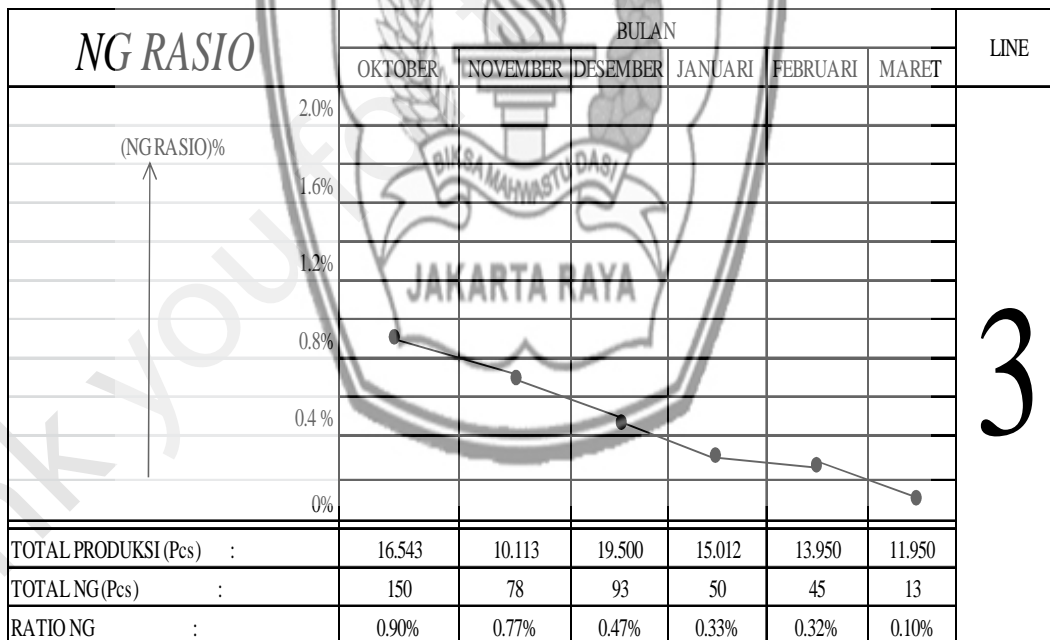 NG RASIO
BULAN
LINE
OKTOBER NOVEMBER DESEMBER JANUARI FEBRUARI MARET
2.0%
(NG RASIO)%
BIKSA MAHWASTU DASI
1.6%
1.2%
JAKARTA RAYA
0.8%
3
0.4 %
0%
TOTAL PRODUKSI (Pcs) : 16.543 10.113 19.500 15.012 13.950 11.950
TOTAL NG (Pcs) : 150 78 93 50 45 13
RATIO NG : 0.90% 0.77% 0.47% 0.33% 0.32% 0.10%